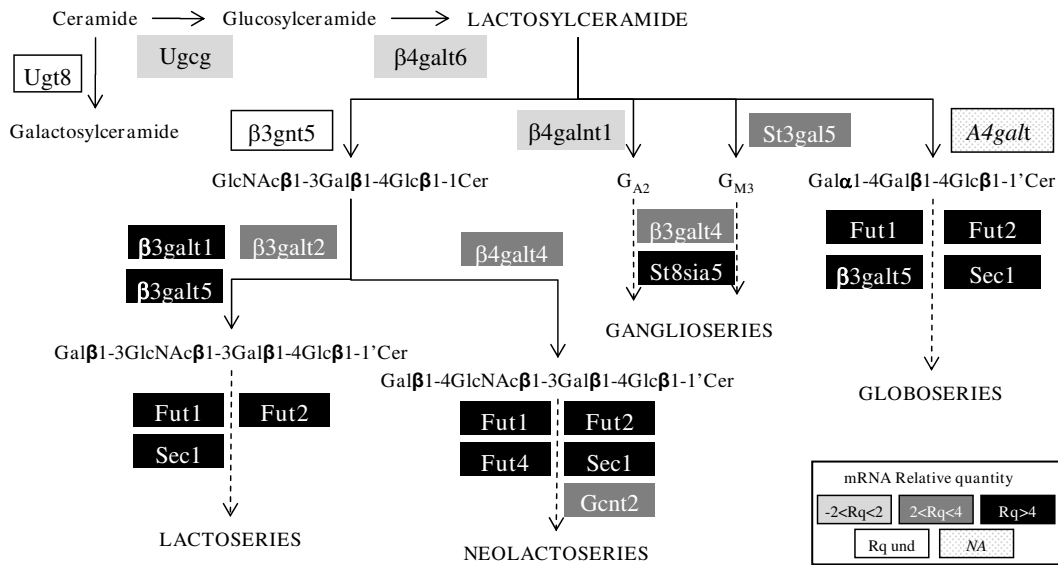 Ceramide Glucosylceramide LACTOSYLCERAMIDE
Ugcg β4galt6
Ugt8
Galactosylceramide
β3gnt5 β4galnt1 St3gal5 A4galt
GlcNAcβ1-3Galβ1-4Glcβ1-1Cer GA2 GM3 Galα1-4Galβ1-4Glcβ1-1’Cer
β3galt1 β3galt2 β4galt4 β3galt4 Fut1 Fut2
β3galt5 St8sia5 β3galt5 Sec1
GANGLIOSERIES
Galβ1-3GlcNAcβ1-3Galβ1-4Glcβ1-1’Cer
Galβ1-4GlcNAcβ1-3Galβ1-4Glcβ1-1’Cer GLOBOSERIES
Fut1 Fut2 Fut1 Fut2
Sec1 Fut4 Sec1
Gcnt2
LACTOSERIES
NEOLACTOSERIES
mRNA Relative quantity
-2<Rq<2 2<Rq<4 Rq>4
Rq und NA